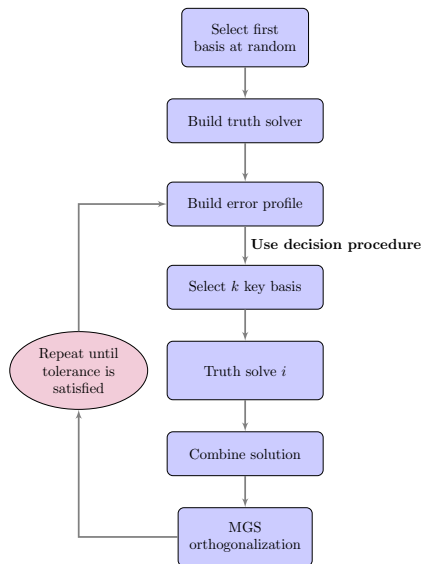 Select first
basis at random
Build truth solver
Build error profile
Use decision procedure
Select k key basis
Truth solve i
Repeat until
tolerance is
satisfied
Combine solution
MGS
orthogonalization